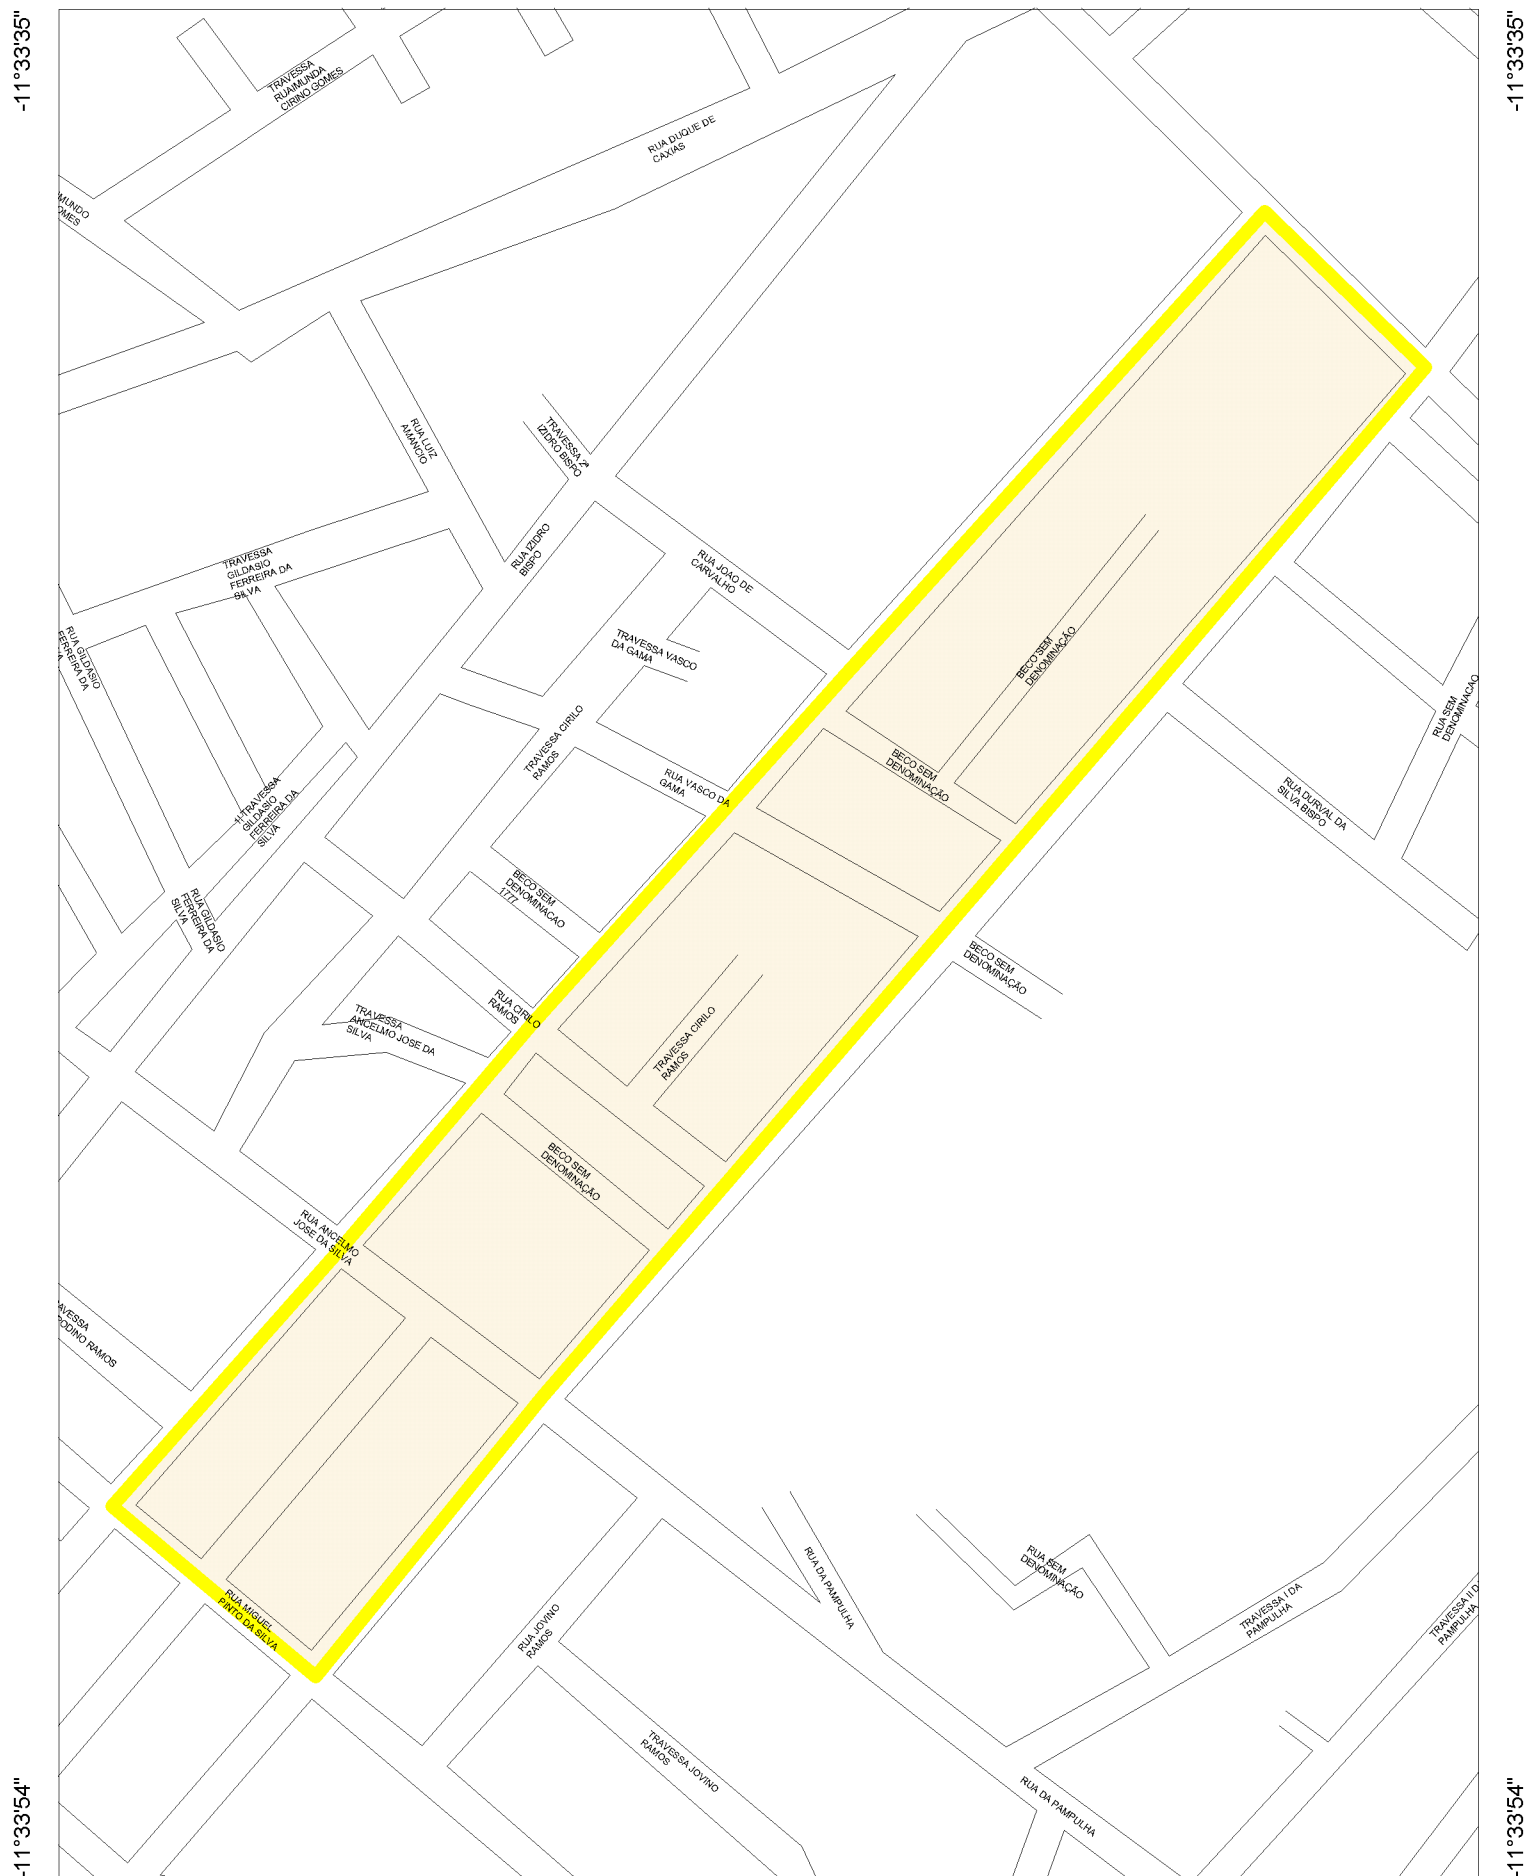 -11°33'35"
-11°33'35"
TRAVESSA
RUAIMUNDA
CIRINO GOMES
RUA DUQUE DE
CAXIAS
RUA LUIZ
AMANCIO
TRAVESSA 2ª
IZIDRO BISPO
RUA IZIDRO
BISPO
TRAVESSA
GILDASIO
FERREIRA DA
SILVA
RUA JOAO DE
CARVALHO
TRAVESSA VASCO
DA GAMA
RUA GILDASIO
FERREIRA DA
BECO SEM
DENOMINAÇÃO
RUA SEM
DENOMINACAO
TRAVESSA CIRILO
RAMOS
RUA VASCO DA
GAMA
BECO SEM
DENOMINAÇÃO
RUA DURVAL DA
SILVA BISPO
TRAVESSA
GILDASIO
FERREIRA DA
SILVA
RUA GILDASIO
FERREIRA DA
SILVA
BECO SEM
DENOMINACAO
1777
BECO SEM
DENOMINAÇÃO
RUA CIRILO
RAMOS
TRAVESSA
ANCELMO JOSE DA
SILVA
TRAVESSA CIRILO
RAMOS
BECO SEM
DENOMINAÇÃO
RUA ANCELMO
JOSE DA SILVA
RAMOS
RUA MIGUEL
PINTO DA SILVA
RUA JOVINO
RAMOS
RUA DA PAMPULHA
RUA SEM
DENOMINAÇÃO
TRAVESSA I DA
PAMPULHA
TRAVESSA II D
PAMPULHA
TRAVESSA JOVINO
RAMOS
RUA DA PAMPULHA
-11°33'54"
-11°33'54"